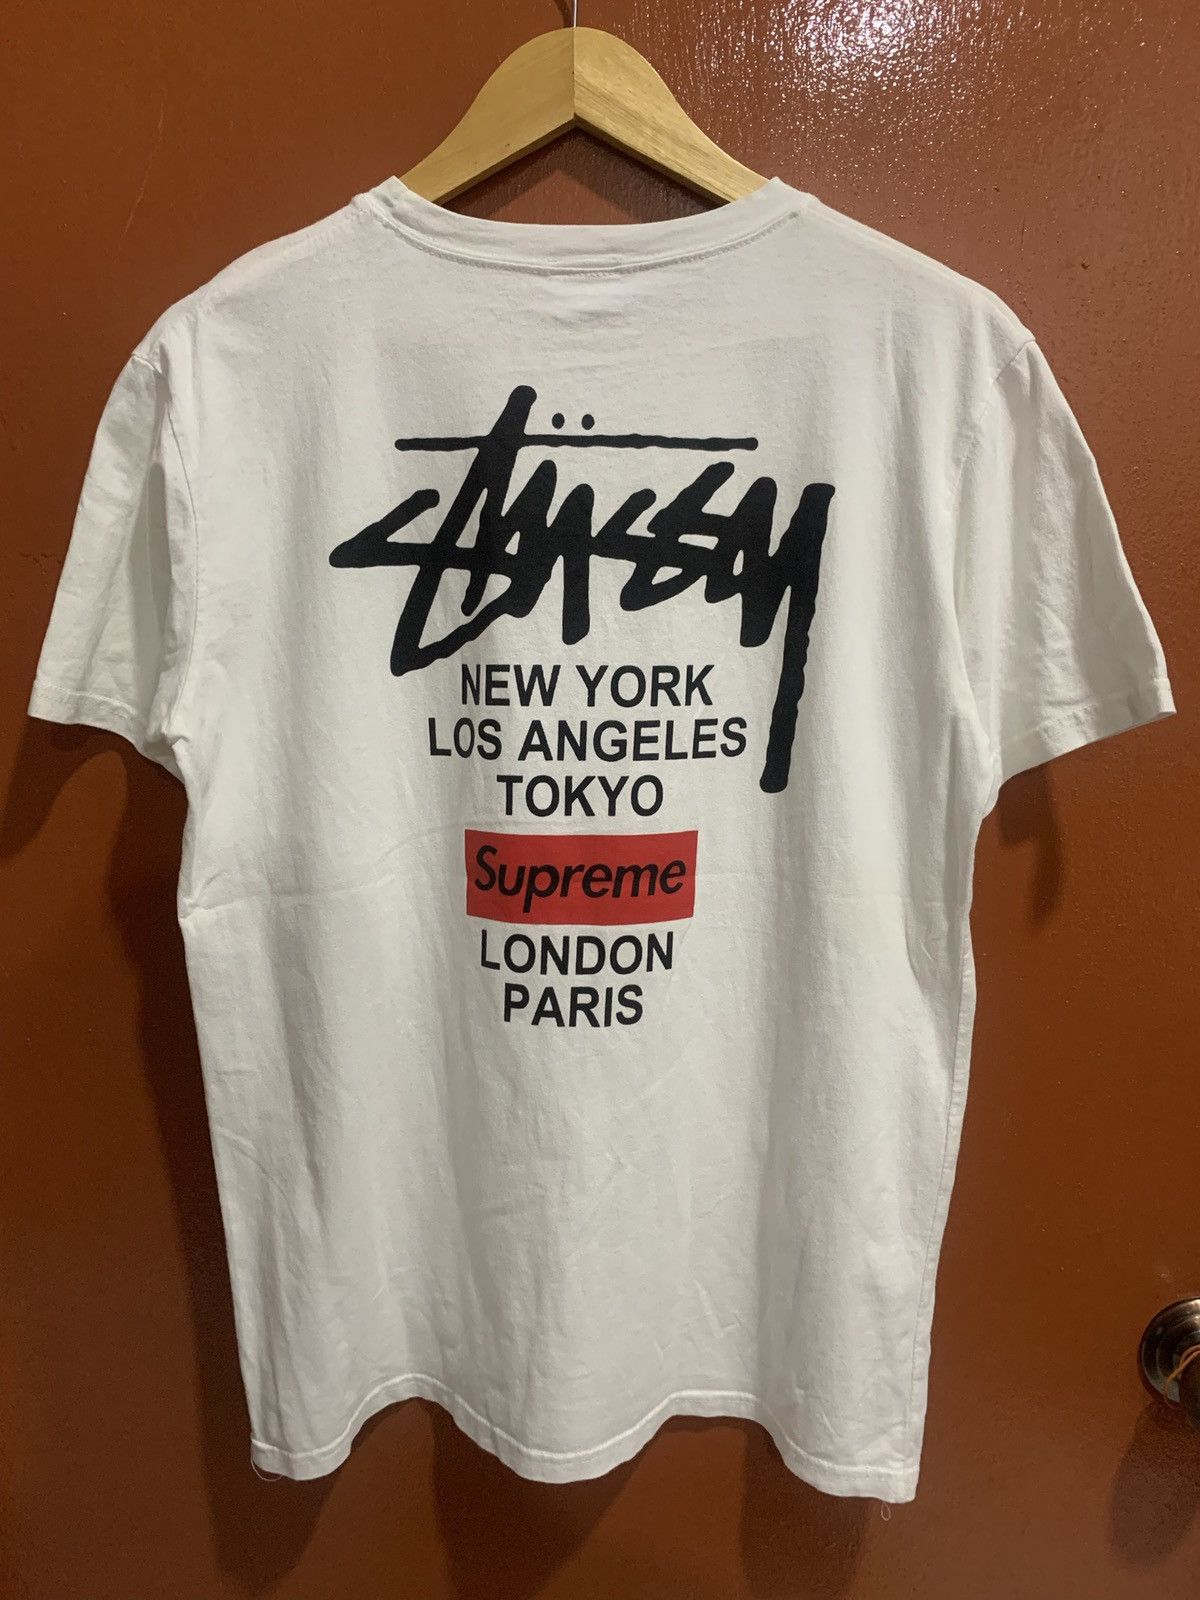 Stüssy
NEW YORK
LOS ANGELES
TOKYO
Supreme
LONDON
PARIS